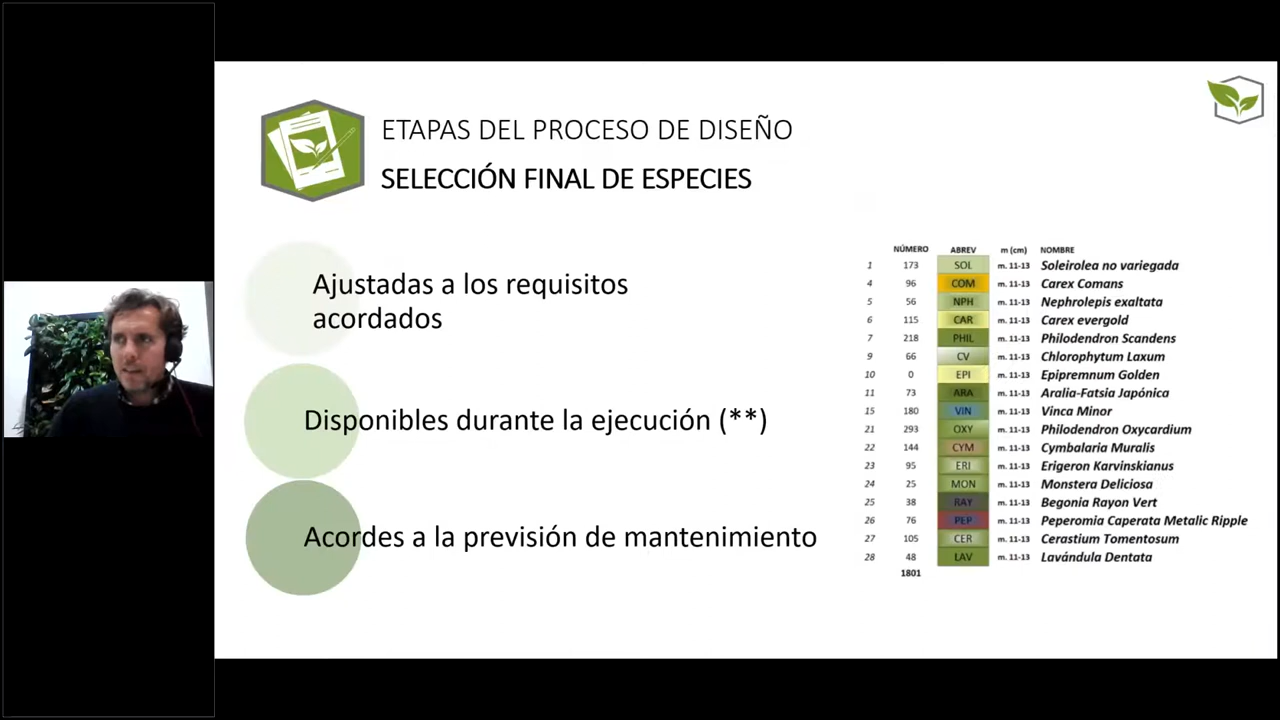 ETAPAS DEL PROCESO DE DISEÑO
SELECCIÓN FINAL DE ESPECIES
Ajustadas a los requisitos
acordados
Disponibles durante la ejecución (**)
Acordes a la previsión de mantenimiento
NÚMERO ABREV m (cm) NOMBRE
1 173 SOL m. 11-13 Soleirolea no variegada
4 96 COM m. 11-13 Carex Comans
5 56 NPH m. 11-13 Nephrolepis exaltata
6 115 CAR m. 11-13 Carex evergold
7 218 PHIL m. 11-13 Philodendron Scandens
9 66 CV m. 11-13 Chlorophytum Laxum
10 0 EPI m. 11-13 Epipremnum Golden
11 73 ARA m. 11-13 Aralia-Fatsia Japónica
15 180 VIN m. 11-13 Vinca Minor
21 293 OXY m. 11-13 Philodendron Oxycardium
22 144 CYM m. 11-13 Cymbalaria Muralis
23 95 ERI m. 11-13 Erigeron Karvinskianus
24 25 MON m. 11-13 Monstera Deliciosa
25 38 RAY m. 11-13 Begonia Rayon Vert
26 76 PEP m. 11-13 Peperomia Caperata Metalic Ripple
27 105 CER m. 11-13 Cerastium Tomentosum
28 48 LAV m. 11-13 Lavándula Dentata
1801